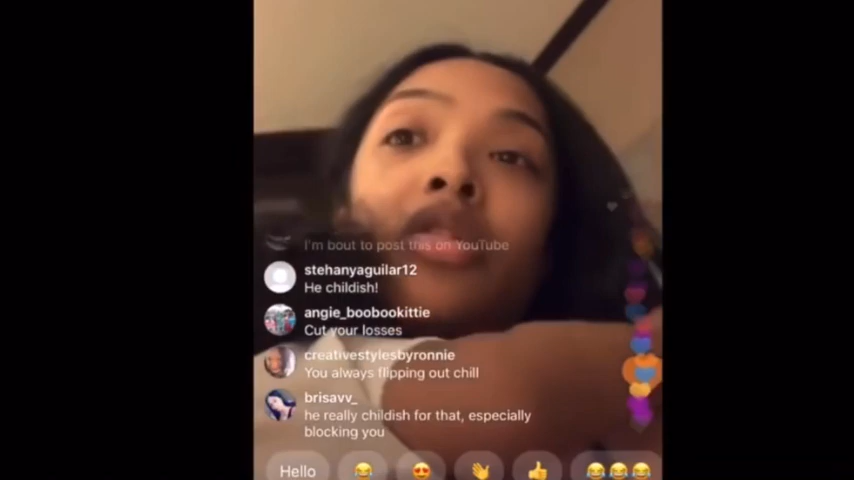 I'm bout to post this on YouTube
stehanyaguilar12
He childish!
angie_boobookittie
Cut your losses
creativestylesbyronnie
You always flipping out chill
brisavv_
he really childish for that, especially
blocking you
Hello